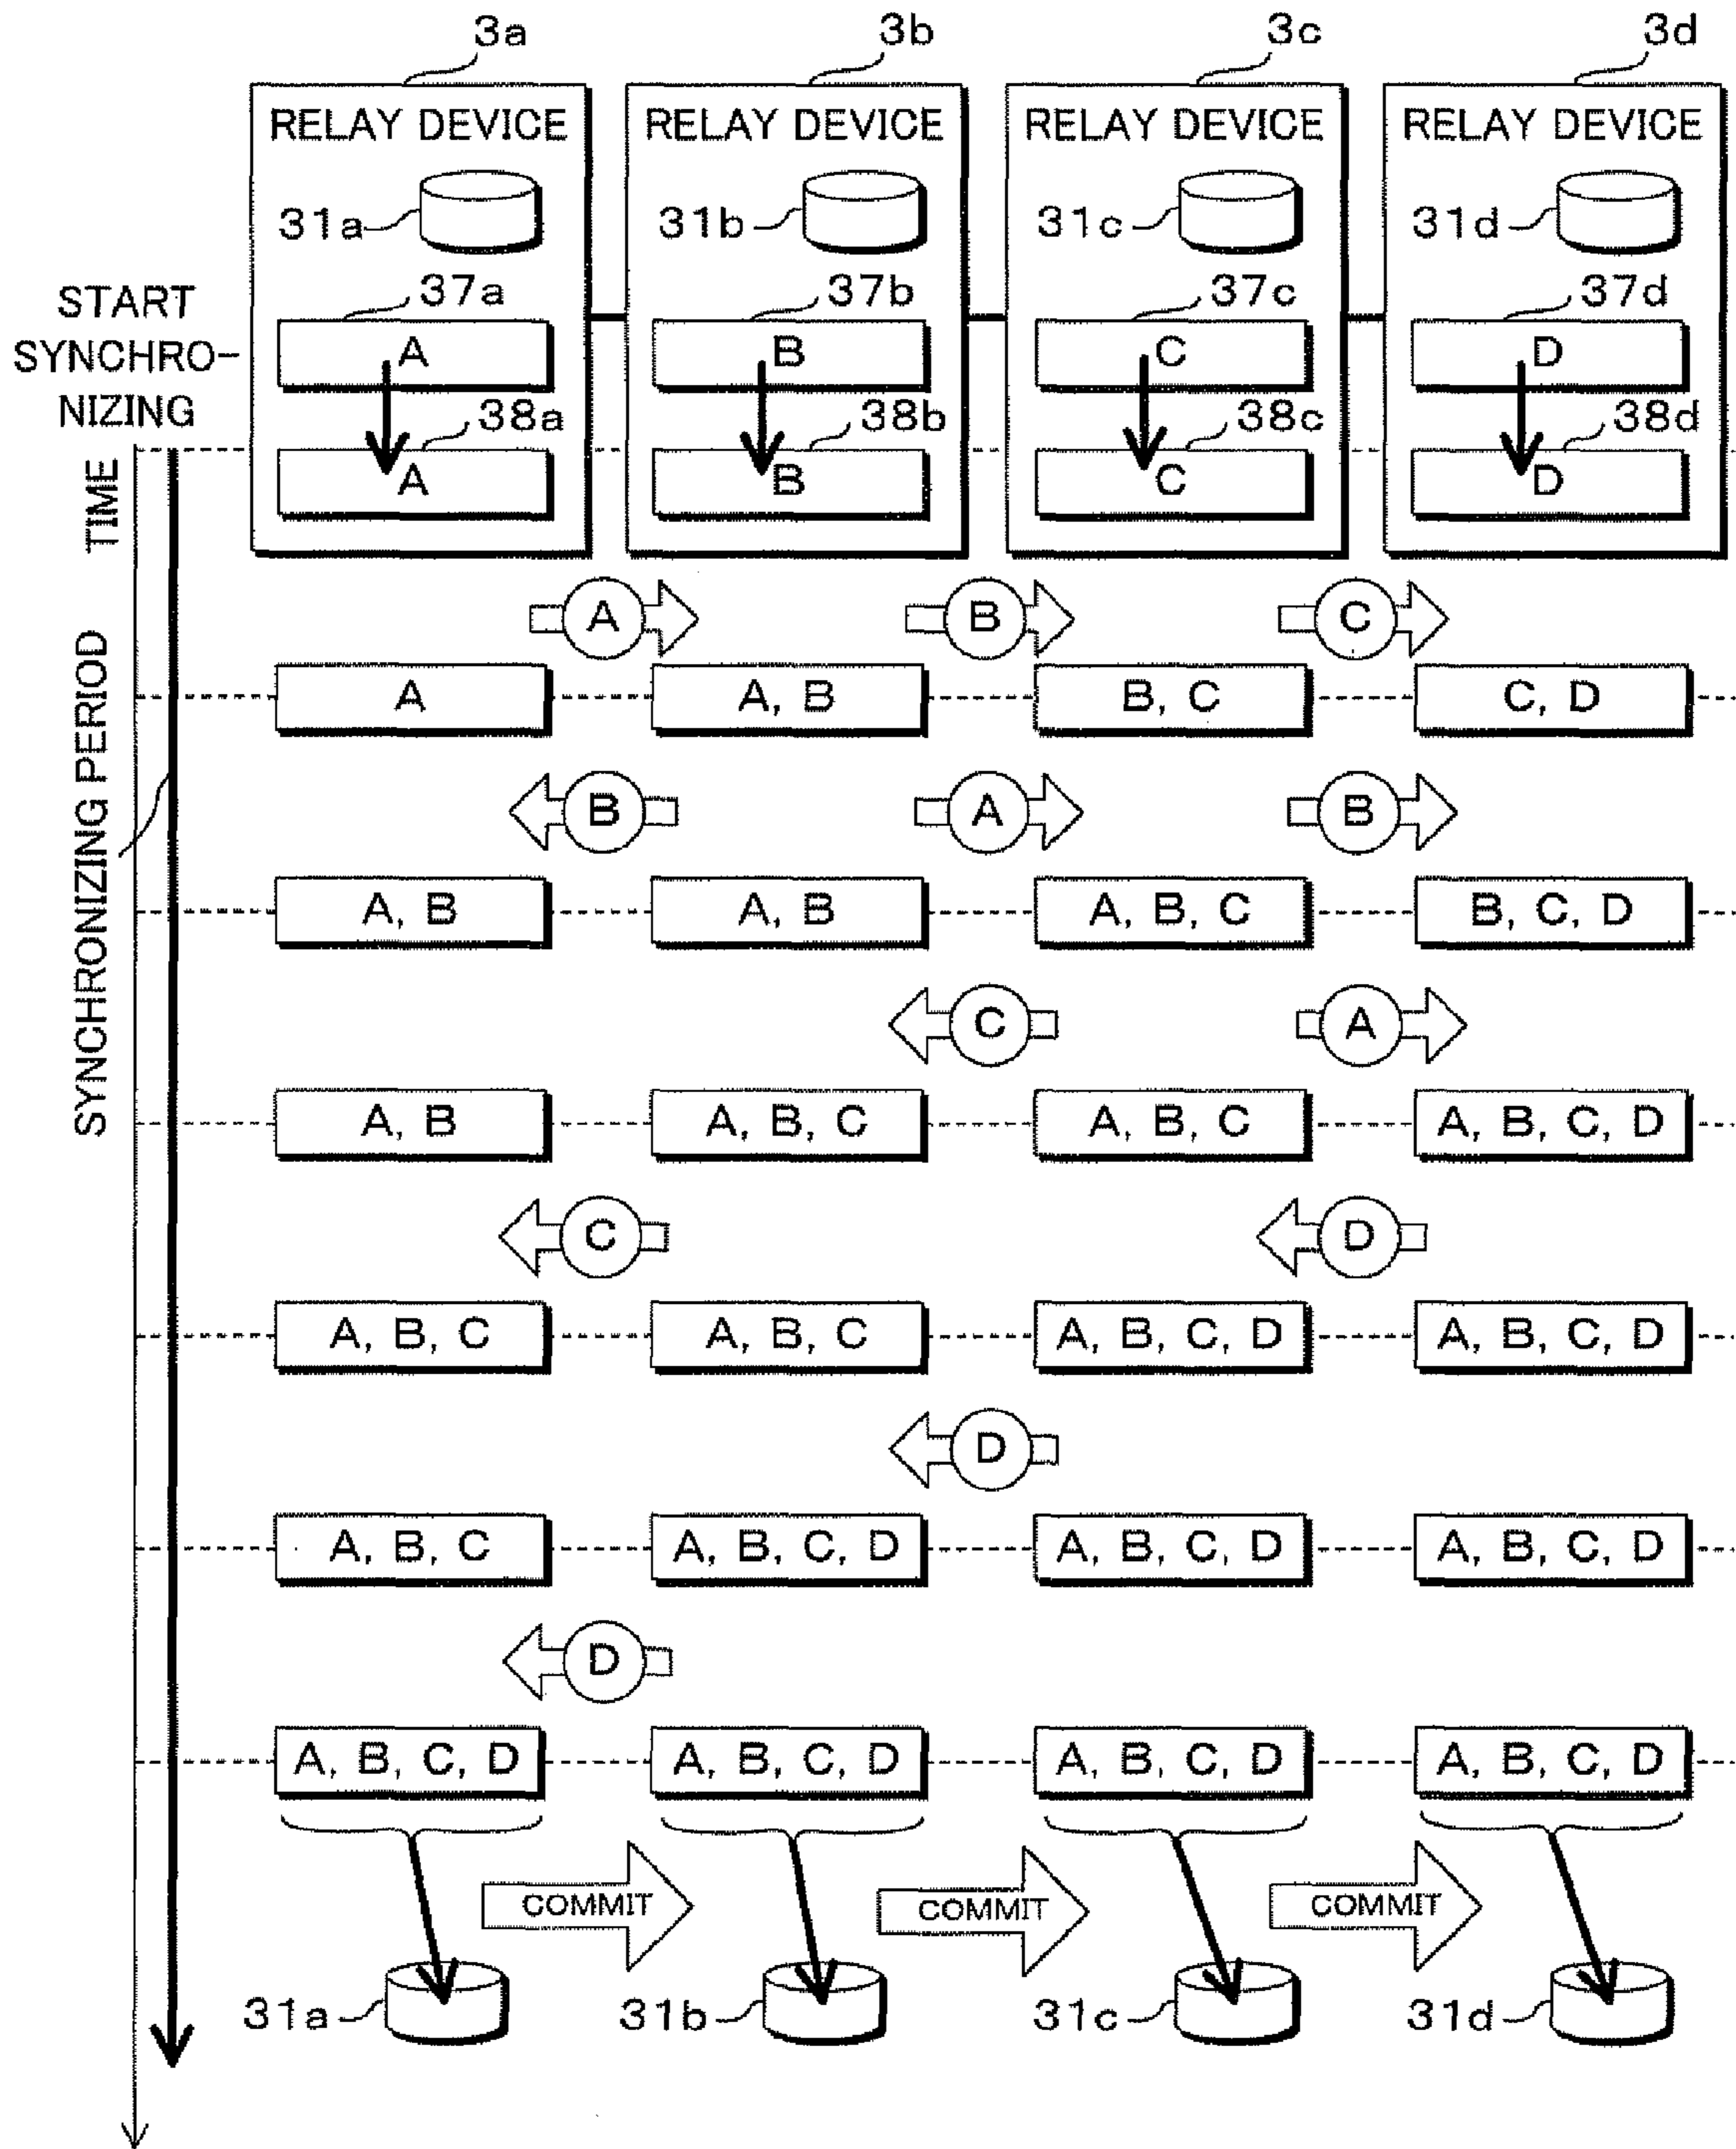 3a 3b 3c 3d
RELAY DEVICE RELAY DEVICE RELAY DEVICE RELAY DEVICE
31a 31b 31c 31d
37a 37b 37c 37d
START
SYNCHRO-
NIZING
A B C D
38a 38b 38c 38d
A B C D
TIME
SYNCHRONIZING PERIOD
A B C
A A, B B, C C, D
B A B
A, B A, B A, B, C B, C, D
C A
A, B A, B, C A, B, C A, B, C, D
C D
A, B, C A, B, C A, B, C, D A, B, C, D
D
A, B, C A, B, C, D A, B, C, D A, B, C, D
D
A, B, C, D A, B, C, D A, B, C, D A, B, C, D
COMMIT COMMIT COMMIT
31a 31b 31c 31d